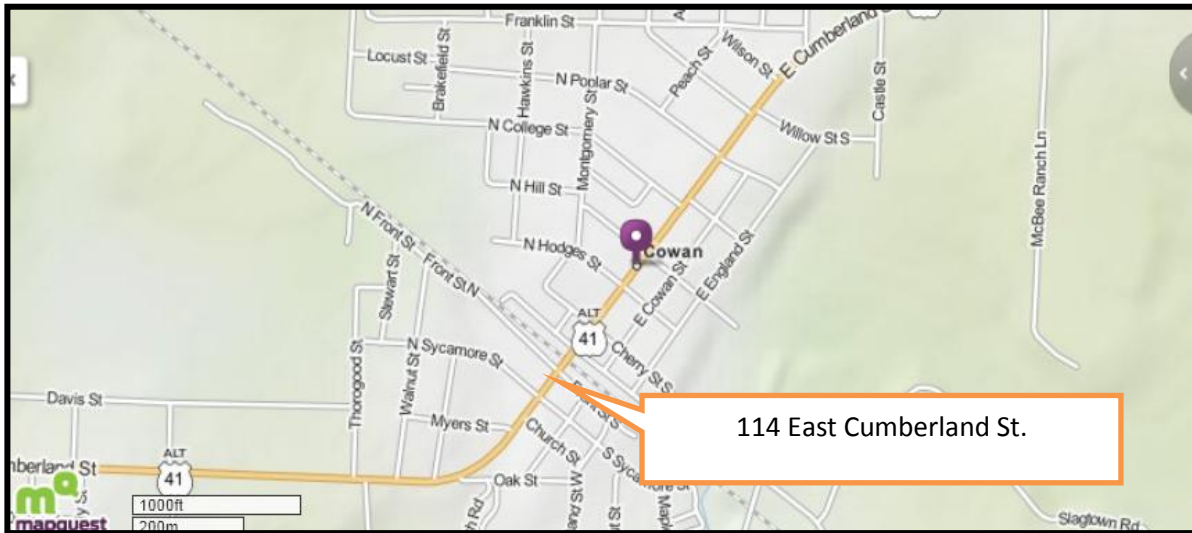 Franklin St
Wilson St
E Cumberland
Locust St
Brakefield St
Hawkins St
N Poplar St
Peach St
Castle St
N College St
Montgomery St
Willow St S
McBee Ranch Ln
N Hill St
N Front St
N Hodges St
Cowan
E England St
Stewart St
Front St N
E Cowan St
ALT
41
N Sycamore St
Cherry St S
Thorogood St
Walnut St
Davis St
Myers St
Church St
S Sycamore St
114 East Cumberland St.
ALT
41
Oak St
mapquest
1000ft
200m
Slagtown Rd